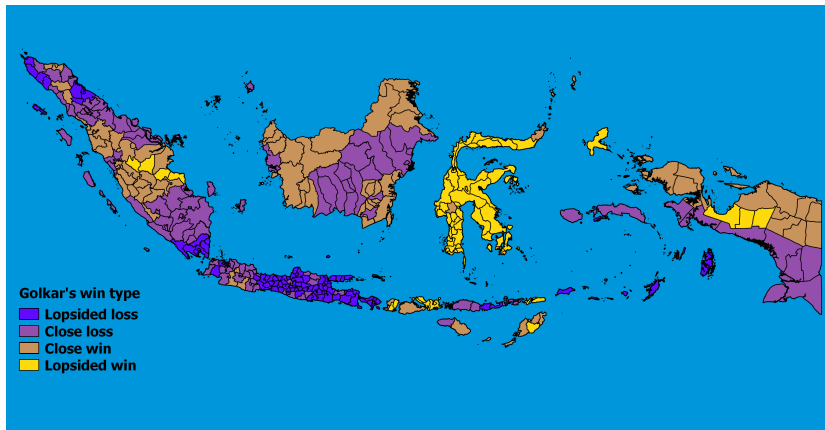 Golkar's win type
Lopsided loss
Close loss
Close win
Lopsided win